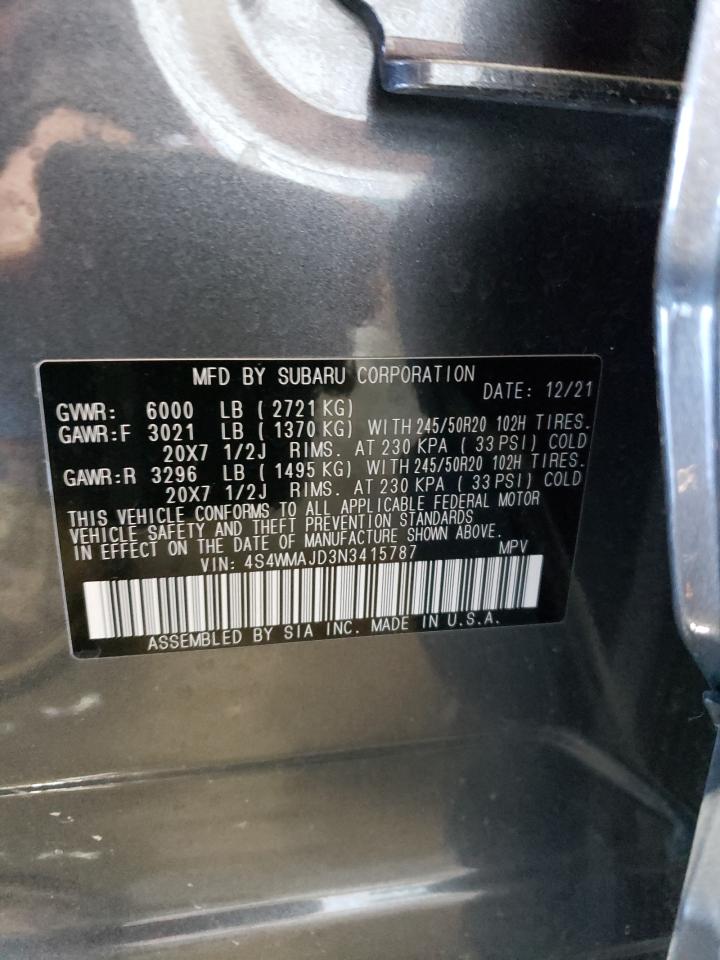 MFD BY SUBARU CORPORATION
DATE: 12/21
GVWR: 6000 LB ( 2721 KG)
GAWR:F 3021 LB ( 1370 KG) WITH 245/50R20 102H TIRES.
20X7 1/2J RIMS. AT 230 KPA ( 33 PSI) COLD
GAWR:R 3296 LB ( 1495 KG) WITH 245/50R20 102H TIRES.
20X7 1/2J RIMS. AT 230 KPA ( 33 PSI) COLD
THIS VEHICLE CONFORMS TO ALL APPLICABLE FEDERAL MOTOR
VEHICLE SAFETY AND THEFT PREVENTION STANDARDS
IN EFFECT ON THE DATE OF MANUFACTURE SHOWN ABOVE.
VIN: 4S4WMAJD3N3415787 MPV
ASSEMBLED BY SIA INC. MADE IN U.S.A.